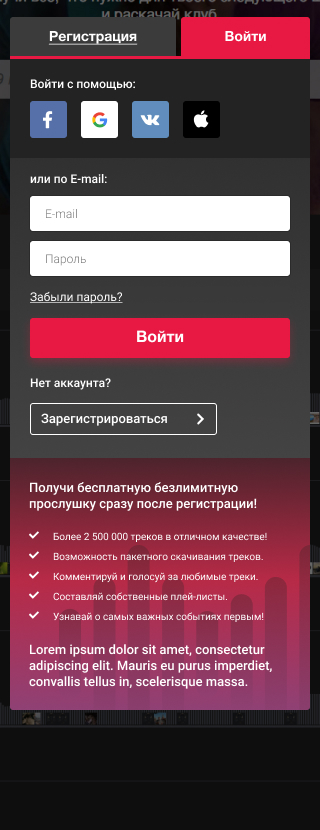 и раскачай клуб
Регистрация
Войти
Войти с помощью:
или по E-mail:
E-mail
Пароль
Забыли пароль?
Войти
Нет аккаунта?
Зарегистрироваться
Получи бесплатную безлимитную
прослушку сразу после регистрации!
Более 2 500 000 треков в отличном качестве!
Возможность пакетного скачивания треков.
Комментируй и голосуй за любимые треки.
Составляй собственные плей-листы.
Узнавай о самых важных событиях первым!
Lorem ipsum dolor sit amet, consectetur
adipiscing elit. Mauris eu purus imperdiet,
convallis tellus in, scelerisque massa.